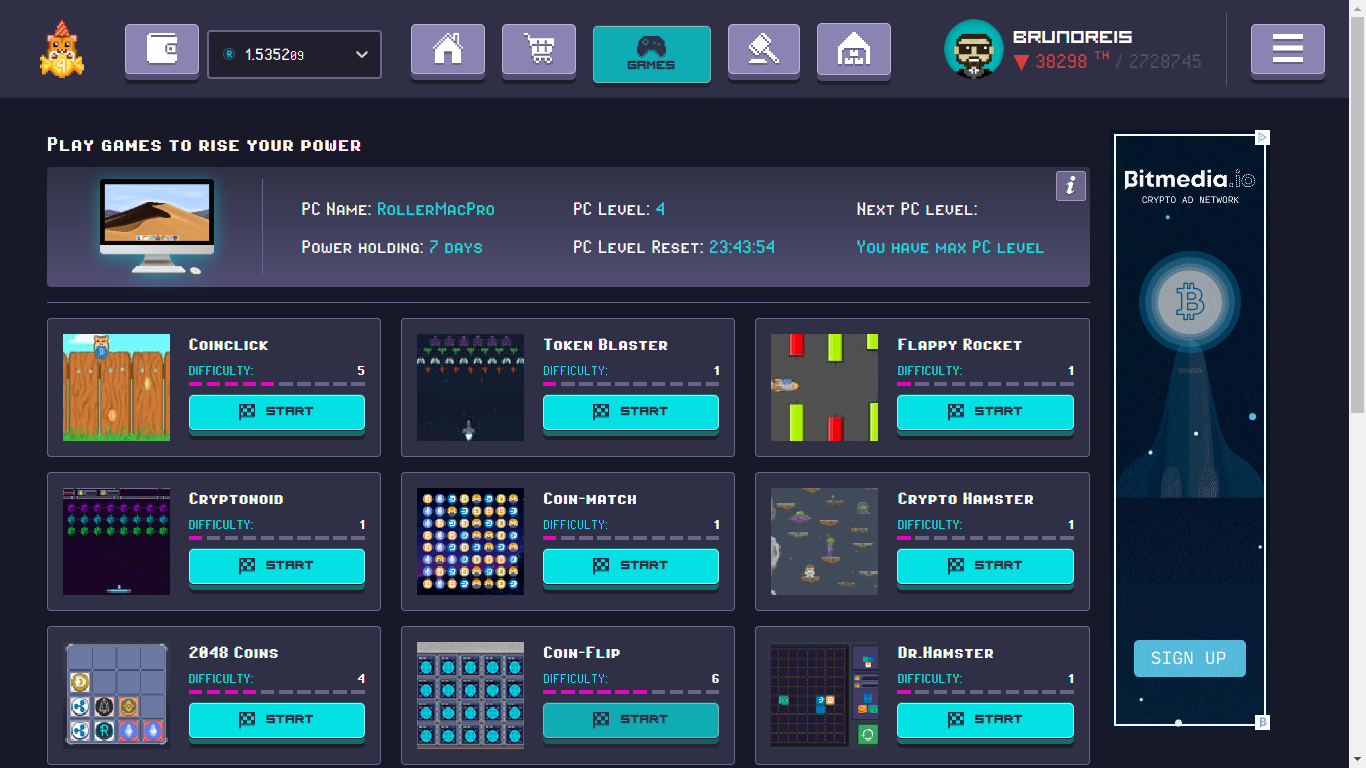 1.535209
GAMES
BRUNOREIS
38298 TH / 2728745
Play games to rise your power
PC Name: RollerMacPro
PC Level: 4
Next PC level:
Power holding: 7 days
PC Level Reset: 23:43:54
You have max PC level
i
Coinclick
DIFFICULTY: 5
START
Token Blaster
DIFFICULTY: 1
START
Flappy Rocket
DIFFICULTY: 1
START
Cryptonoid
DIFFICULTY: 1
START
Coin-match
DIFFICULTY: 1
START
Crypto Hamster
DIFFICULTY: 1
START
2048 Coins
DIFFICULTY: 4
START
Coin-Flip
DIFFICULTY: 6
START
Dr.Hamster
DIFFICULTY: 1
START
Bitmedia.io
CRYPTO AD NETWORK
SIGN UP